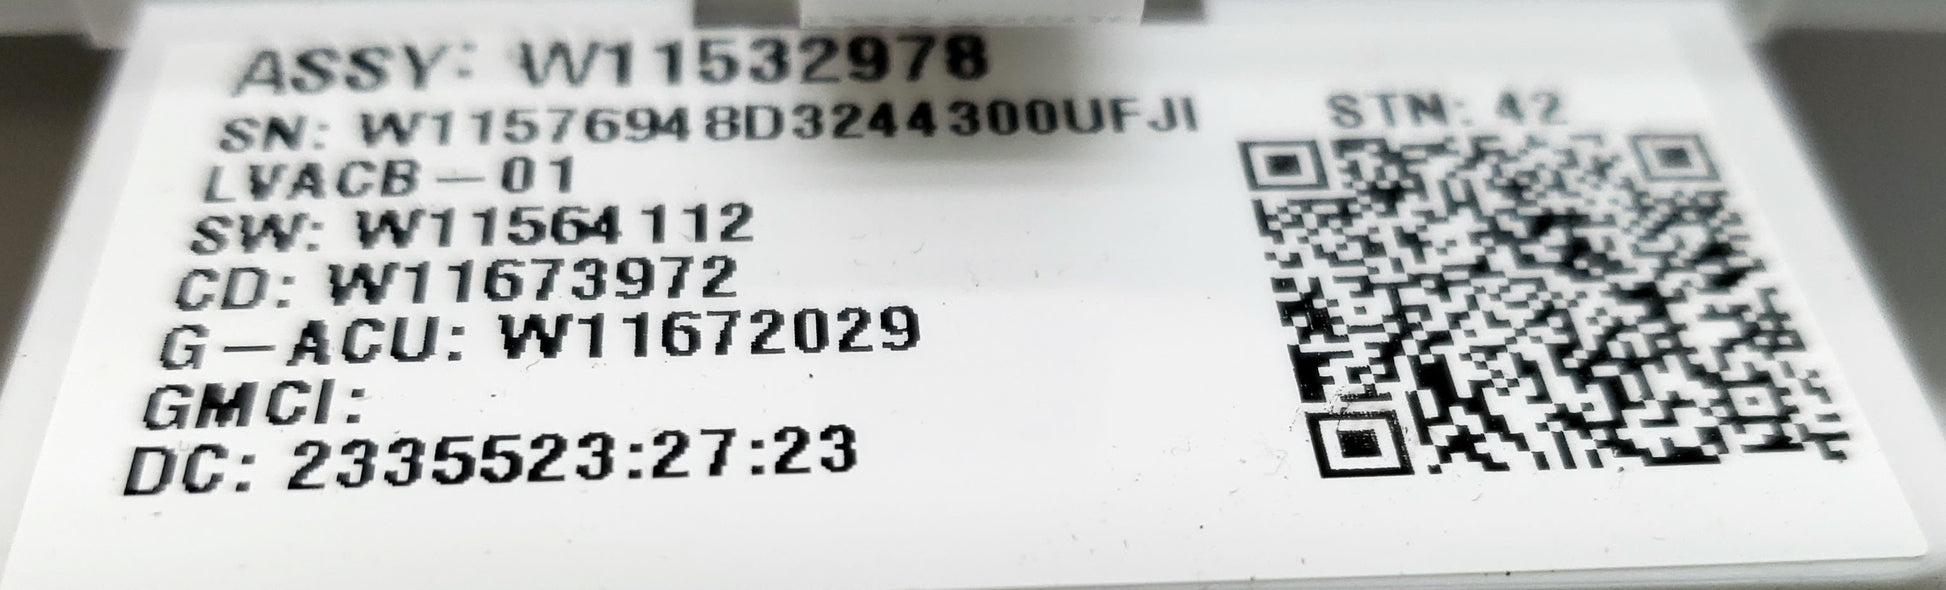 ASSY: W11532978
SN: W11576948D3244300UFJI
STN: 42
LVACB-01
SW: W11564112
CD: W11673972
G-ACU: W11672029
GMCI:
DC: 2335523:27:23